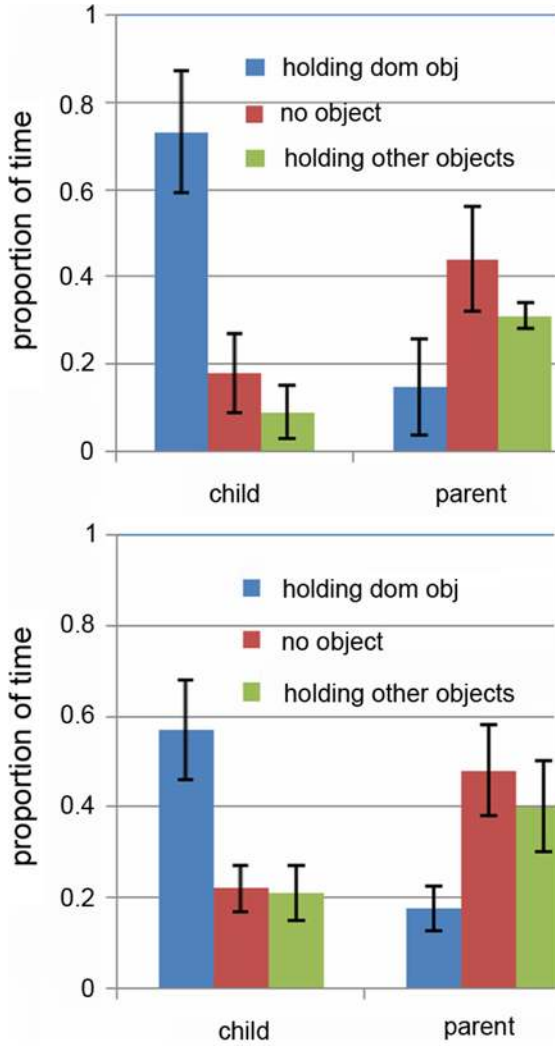 1
0.8
0.6
0.4
0.2
0
proportion of time
holding dom obj
no object
holding other objects
child
parent
1
0.8
0.6
0.4
0.2
0
proportion of time
holding dom obj
no object
holding other objects
child
parent